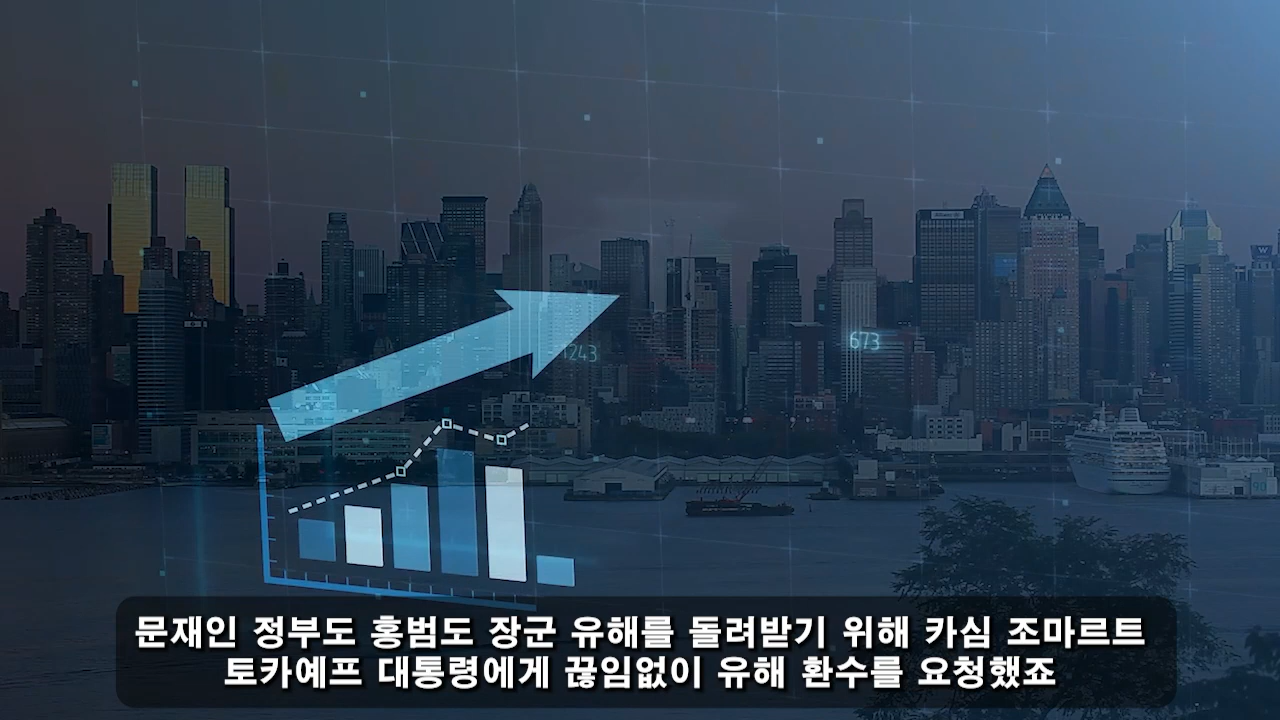 1243
673
문재인 정부도 홍범도 장군 유해를 돌려받기 위해 카심 조마르트
토카예프 대통령에게 끊임없이 유해 환수를 요청했죠